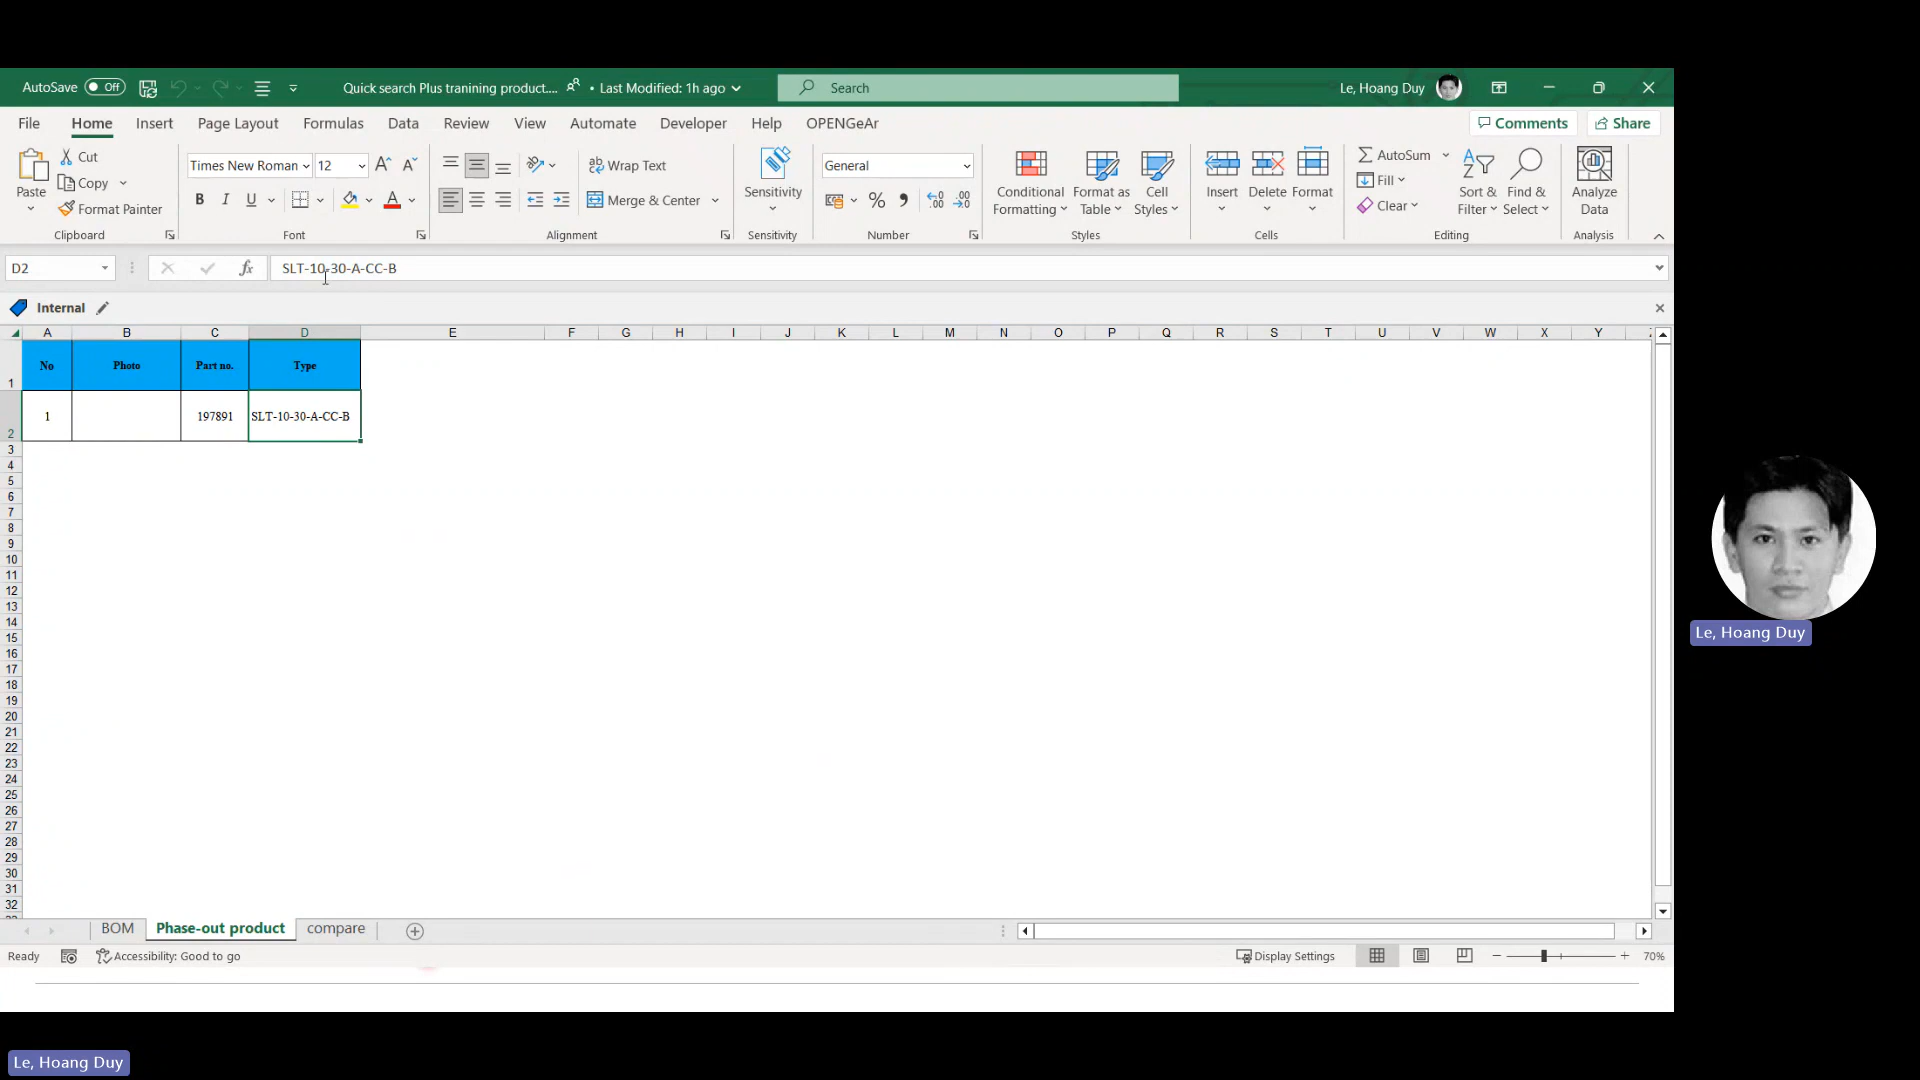 AutoSave Off Quick search Plus tranining product.... • Last Modified: 1h ago Search Le, Hoang Duy
File Home Insert Page Layout Formulas Data Review View Automate Developer Help OPENGeAr Comments Share
Paste Cut Copy Format Painter
Times New Roman 12
B I U
Wrap Text
Merge & Center
Sensitivity
General
Conditional Formatting Format as Table Cell Styles
Insert Delete Format
AutoSum Fill Clear
Sort & Filter Find & Select
Analyze Data
Clipboard Font Alignment Sensitivity Number Styles Cells Editing Analysis
D2 fx SLT-10-30-A-CC-B
Internal
A B C D E F G H I J K L M N O P Q R S T U V W X Y
1 No Photo Part no. Type
2 1 197891 SLT-10-30-A-CC-B
3
4
5
6
7
8
9
10
11
12
13
14
15
16
17
18
19
20
21
22
23
24
25
26
27
28
29
30
31
32
BOM Phase-out product compare
Ready Accessibility: Good to go Display Settings 70%
Le, Hoang Duy
Le, Hoang Duy